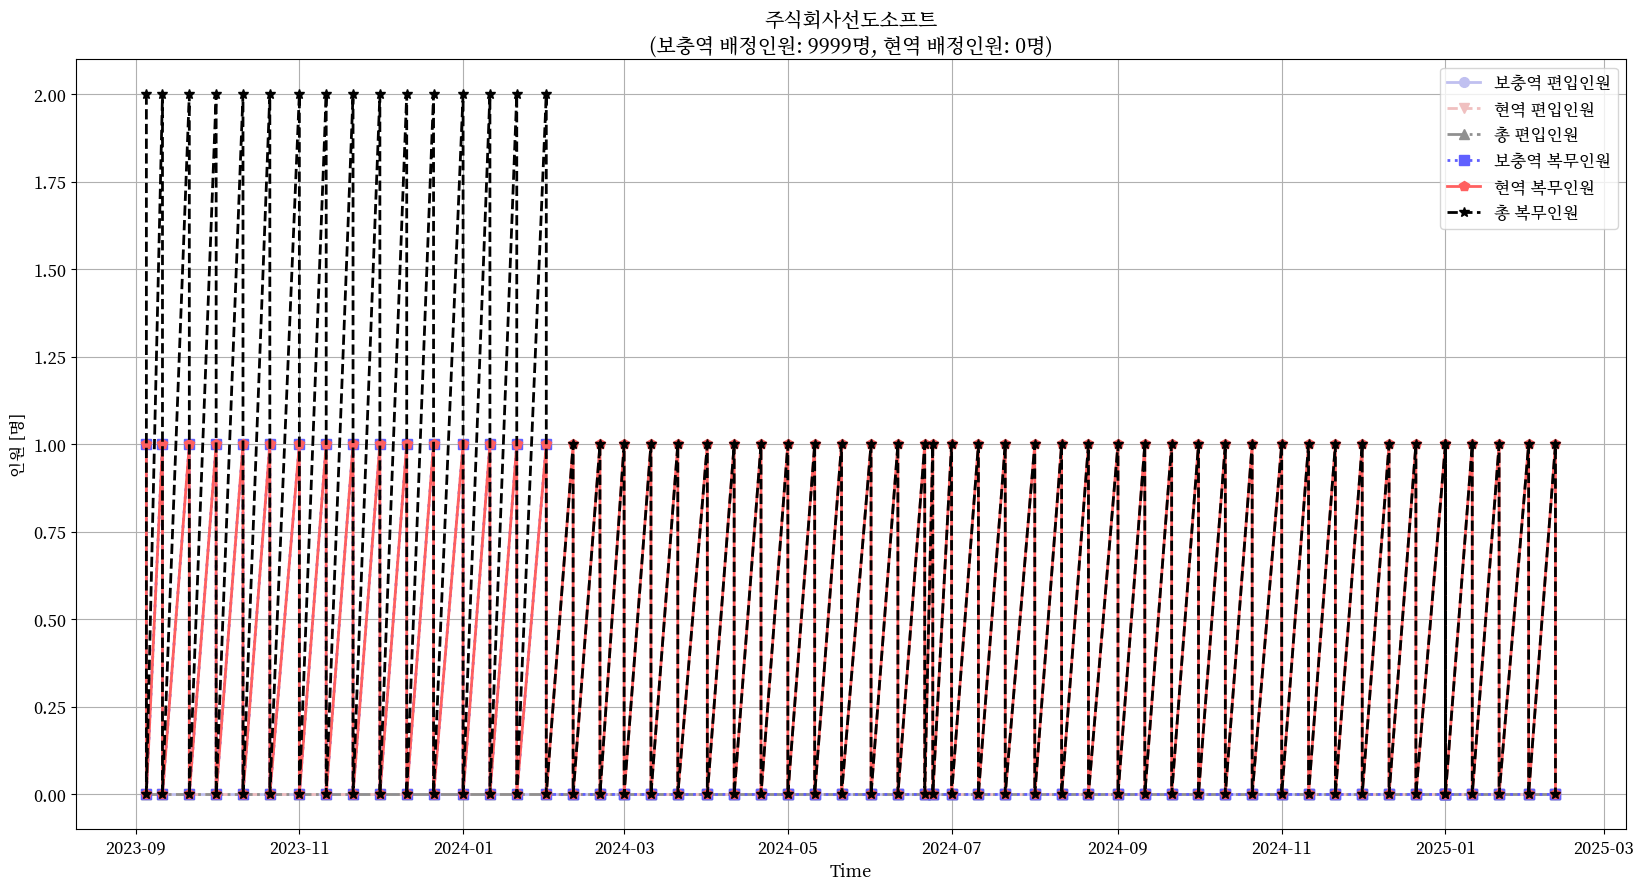 주식회사선도소프트
(보충역 배정인원: 9999명, 현역 배정인원: 0명)
2.00
1.75
1.50
1.25
1.00
0.75
0.50
0.25
0.00
인원 [명]
보충역 편입인원
현역 편입인원
총 편입인원
보충역 복무인원
현역 복무인원
총 복무인원
2023-09
2023-11
2024-01
2024-03
2024-05
2024-07
2024-09
2024-11
2025-01
2025-03
Time